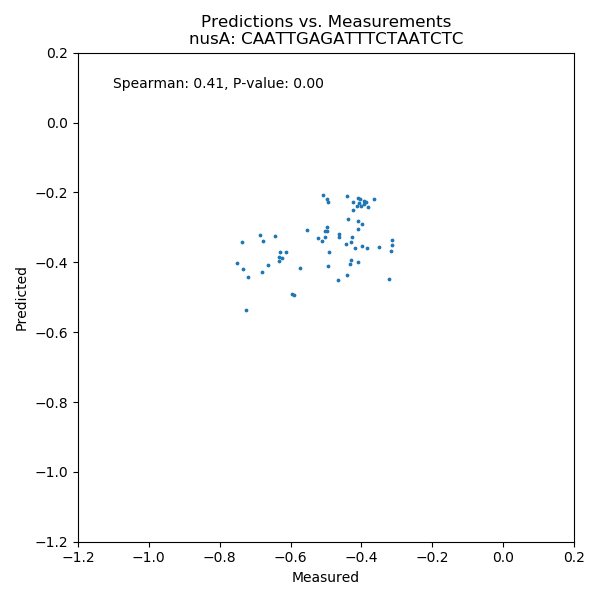 Predictions vs. Measurements
nusA: CAATTGAGATTTCTAATCTC
0.2
Spearman: 0.41, P-value: 0.00
0.0
−0.2
−0.4
Predicted
−0.6
−0.8
−1.0
−1.2
−1.2 −1.0 −0.8 −0.6 −0.4 −0.2 0.0 0.2
Measured